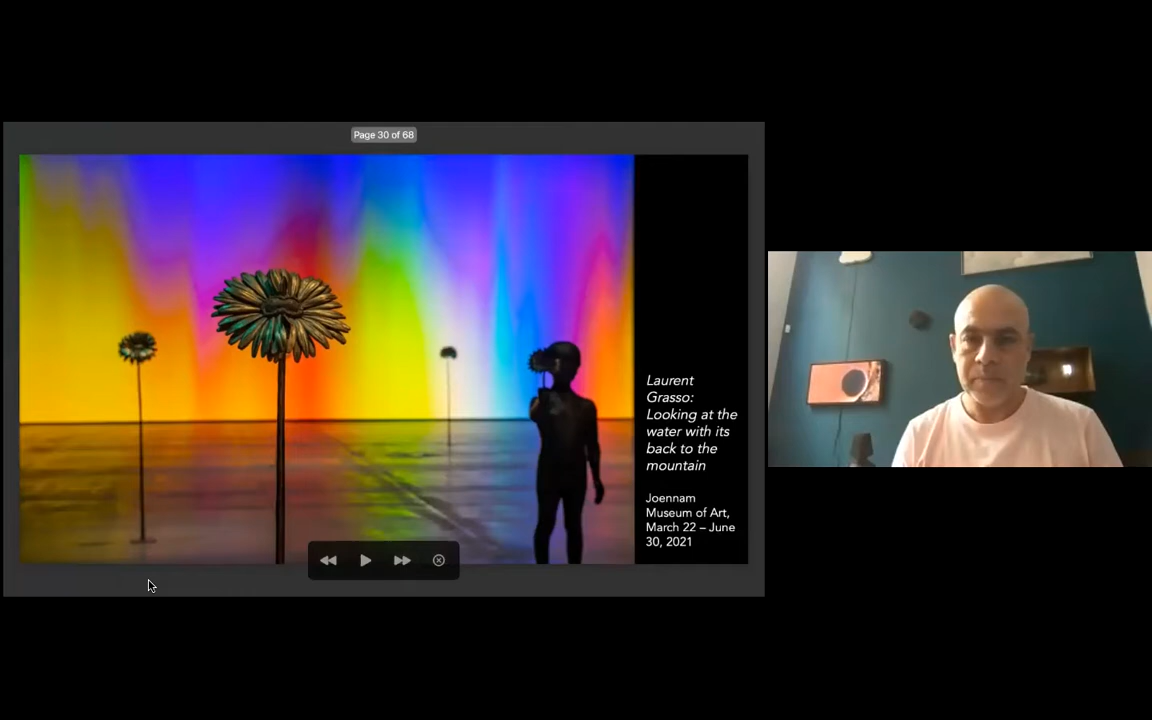 Page 30 of 68
Laurent
Grasso:
Looking at the
water with its
back to the
mountain
Joennam
Museum of Art,
March 22 – June
30, 2021